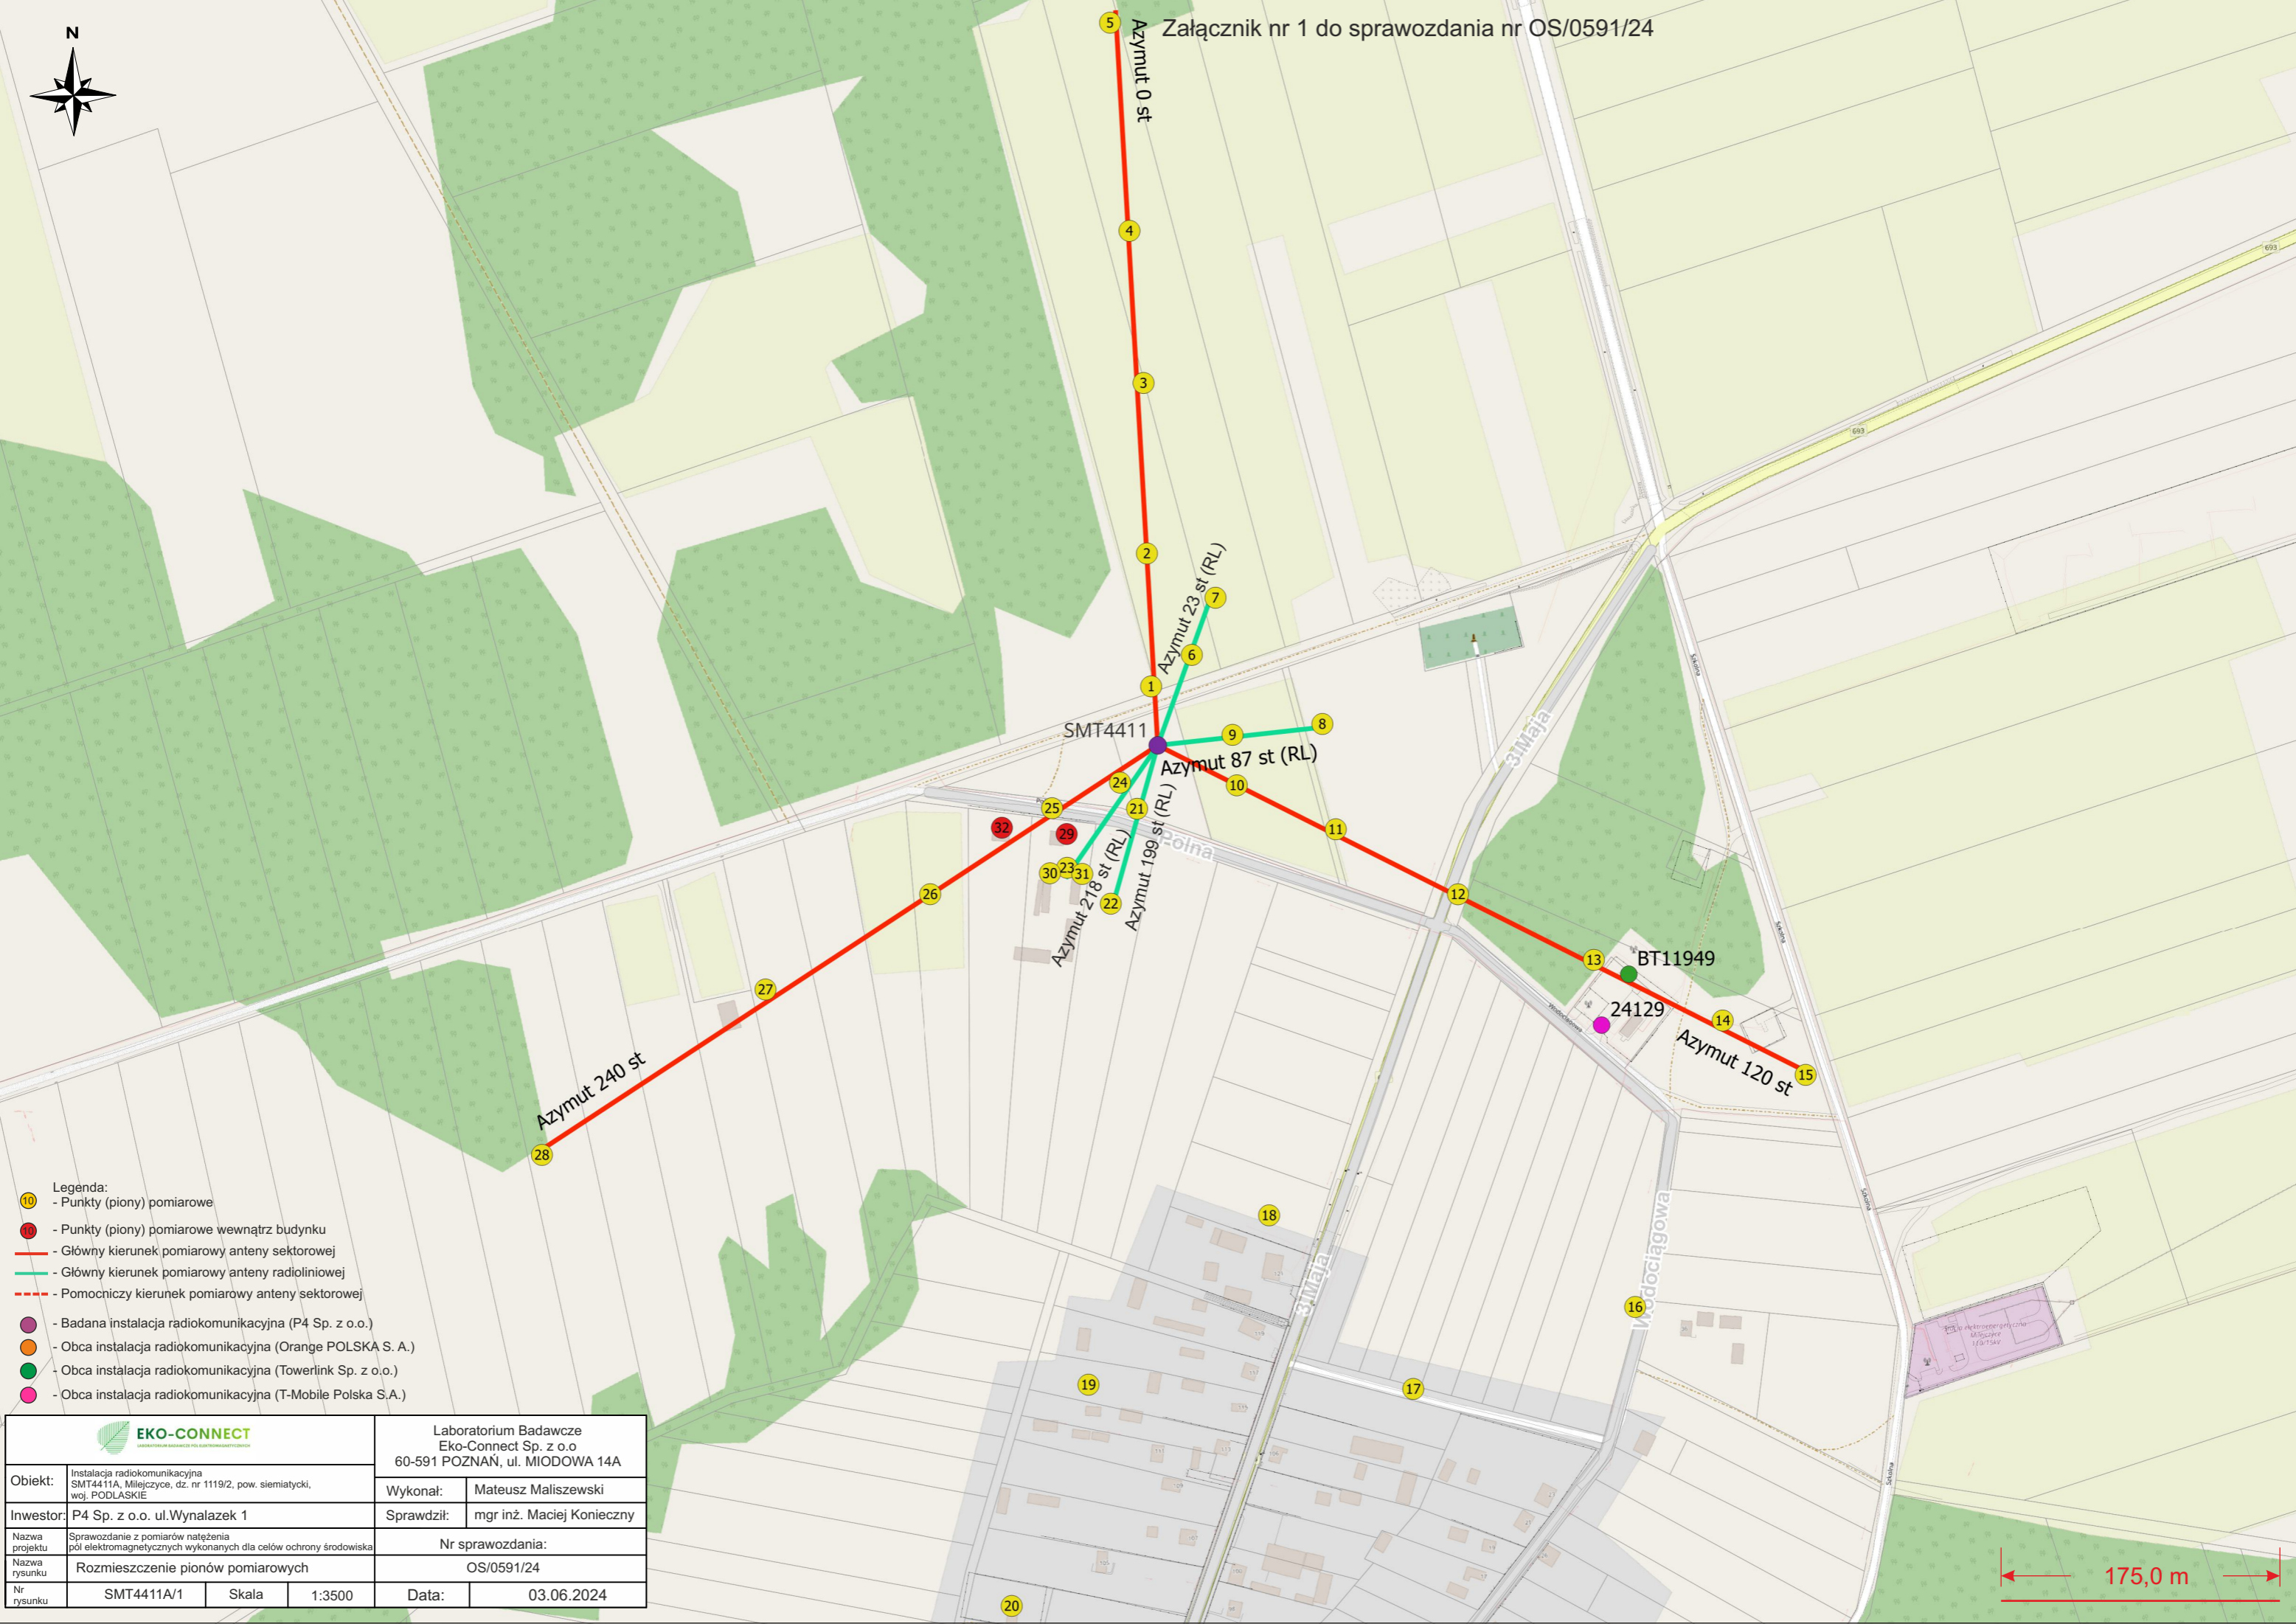 Załącznik nr 1 do sprawozdania nr OS/0591/24
N
5
Azymut 0 st
4
3
2
1
693
693
Azymut 23 st (RL)
7
6
SMT4411
9
8
Azymut 87 st (RL)
10
11
12
13
14
15
BT11949
24129
Azymut 120 st
24
21
25
32
29
30
23
31
22
Azymut 218 st (RL)
Azymut 199 st (RL)
Polna
3 Maja
Szkolna
Szkolna
Wodociągowa
26
27
28
Azymut 240 st
18
3 Maja
Wodociągowa
16
Szkolna
19
17
Szkolna
20
Legenda:
10 - Punkty (piony) pomiarowe
10 - Punkty (piony) pomiarowe wewnątrz budynku
- Główny kierunek pomiarowy anteny sektorowej
- Główny kierunek pomiarowy anteny radioliniowej
- Pomocniczy kierunek pomiarowy anteny sektorowej
- Badana instalacja radiokomunikacyjna (P4 Sp. z o.o.)
- Obca instalacja radiokomunikacyjna (Orange POLSKA S. A.)
- Obca instalacja radiokomunikacyjna (Towerlink Sp. z o.o.)
- Obca instalacja radiokomunikacyjna (T-Mobile Polska S.A.)
EKO-CONNECT
Laboratorium Badawcze
Eko-Connect Sp. z o.o
60-591 POZNAŃ, ul. MIODOWA 14A
Obiekt:
Instalacja radiokomunikacyjna
SMT4411A, Milejczyce, dz. nr 1119/2, pow. siemiatycki,
woj. PODLASKIE
Wykonał: Mateusz Maliszewski
Inwestor: P4 Sp. z o.o. ul.Wynalazek 1
Sprawdził: mgr inż. Maciej Konieczny
Nazwa projektu
Sprawozdanie z pomiarów natężenia
pól elektromagnetycznych wykonanych dla celów ochrony środowiska
Nr sprawozdania:
Nazwa rysunku
Rozmieszczenie pionów pomiarowych
OS/0591/24
Nr rysunku
SMT4411A/1
Skala 1:3500
Data: 03.06.2024
175,0 m